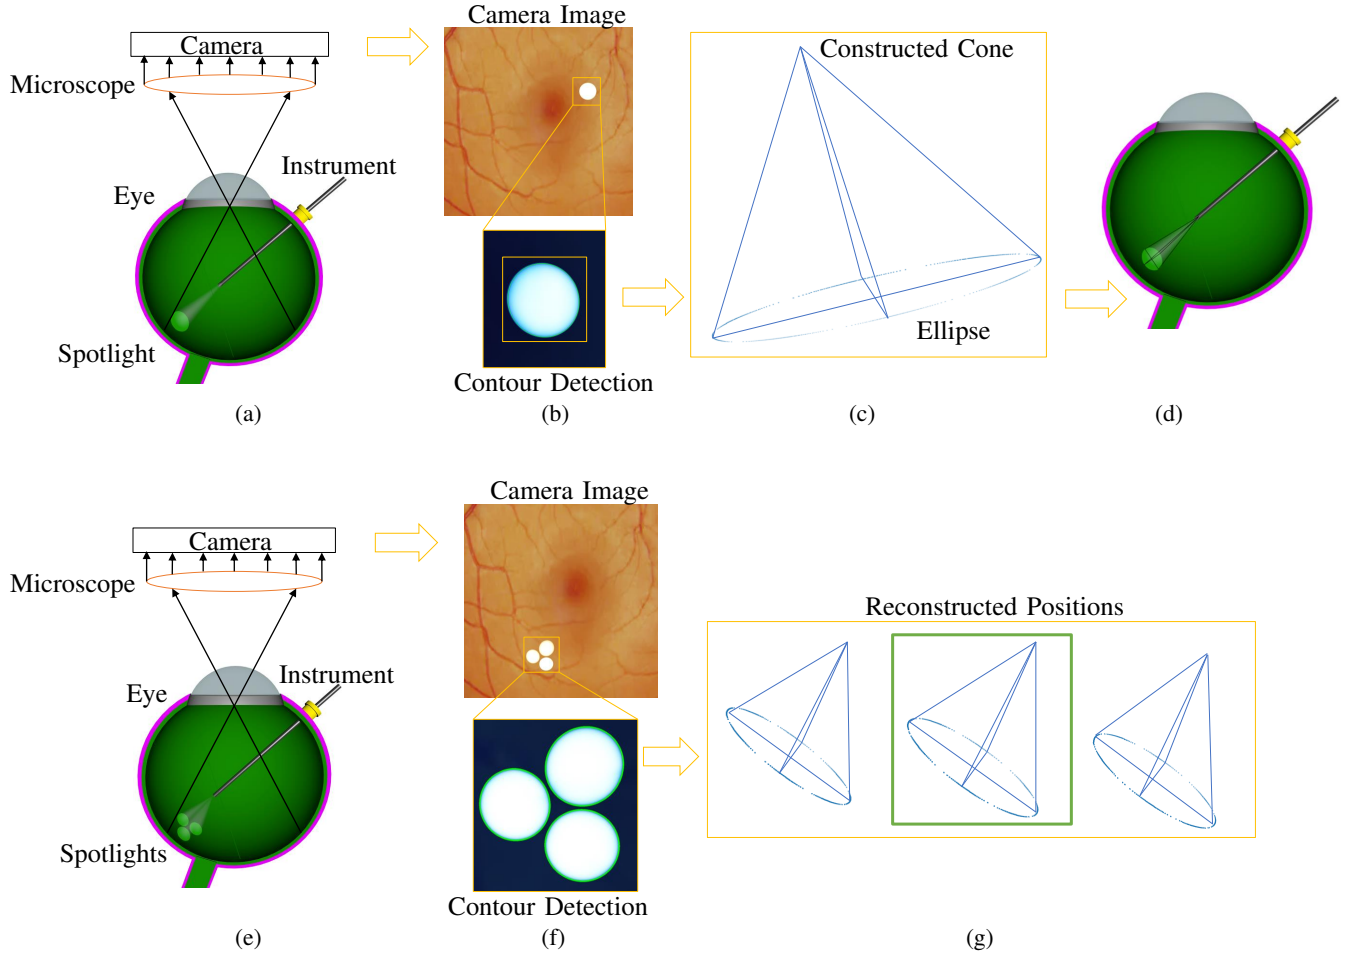 Camera
Microscope
Instrument
Eye
Spotlight
(a)
Camera Image
Contour Detection
(b)
Constructed Cone
Ellipse
(c)
(d)
Camera
Microscope
Instrument
Eye
Spotlights
(e)
Camera Image
Contour Detection
(f)
Reconstructed Positions
(g)